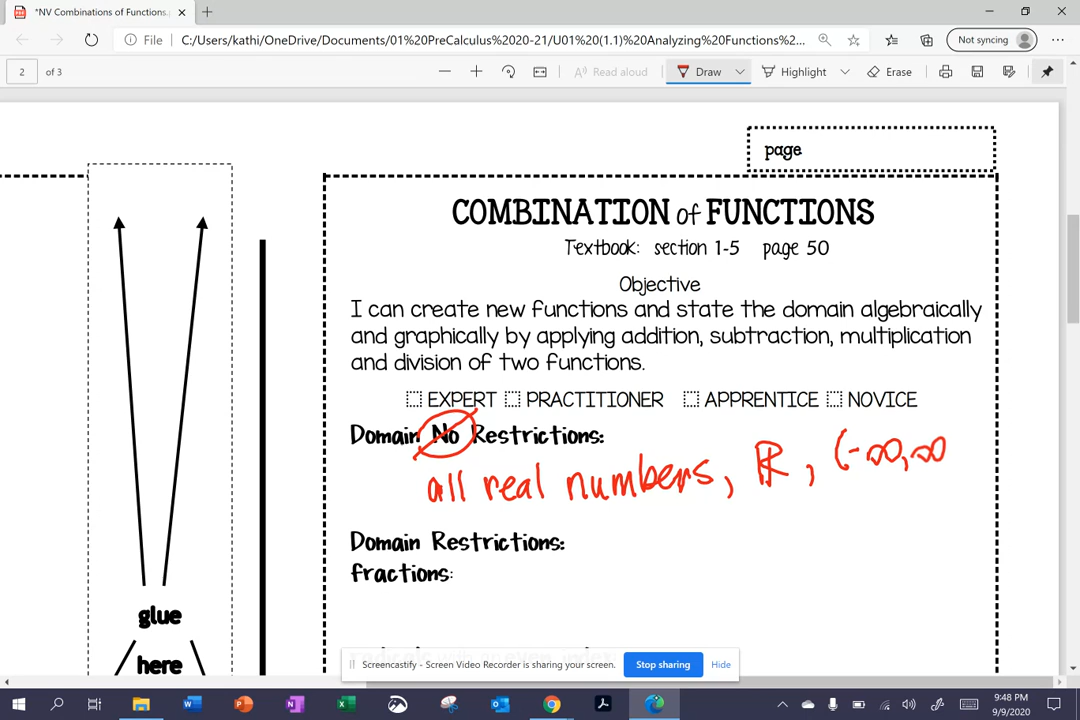 *NV Combinations of Functions.p
File
C:/Users/kathi/OneDrive/Documents/01%20PreCalculus%2020-21/U01%20(1.1)%20Analyzing%20Functions%2...
Not syncing
2 of 3
Read aloud
Draw
Highlight
Erase
page
COMBINATION of FUNCTIONS
Textbook: section 1-5 page 50
Objective
I can create new functions and state the domain algebraically
and graphically by applying addition, subtraction, multiplication
and division of two functions.
EXPERT PRACTITIONER APPRENTICE NOVICE
Domain No Restrictions:
all real numbers, ℝ, (-∞,∞
Domain Restrictions:
fractions:
glue
here
Screencastify - Screen Video Recorder is sharing your screen.
Stop sharing
Hide
9:48 PM
9/9/2020